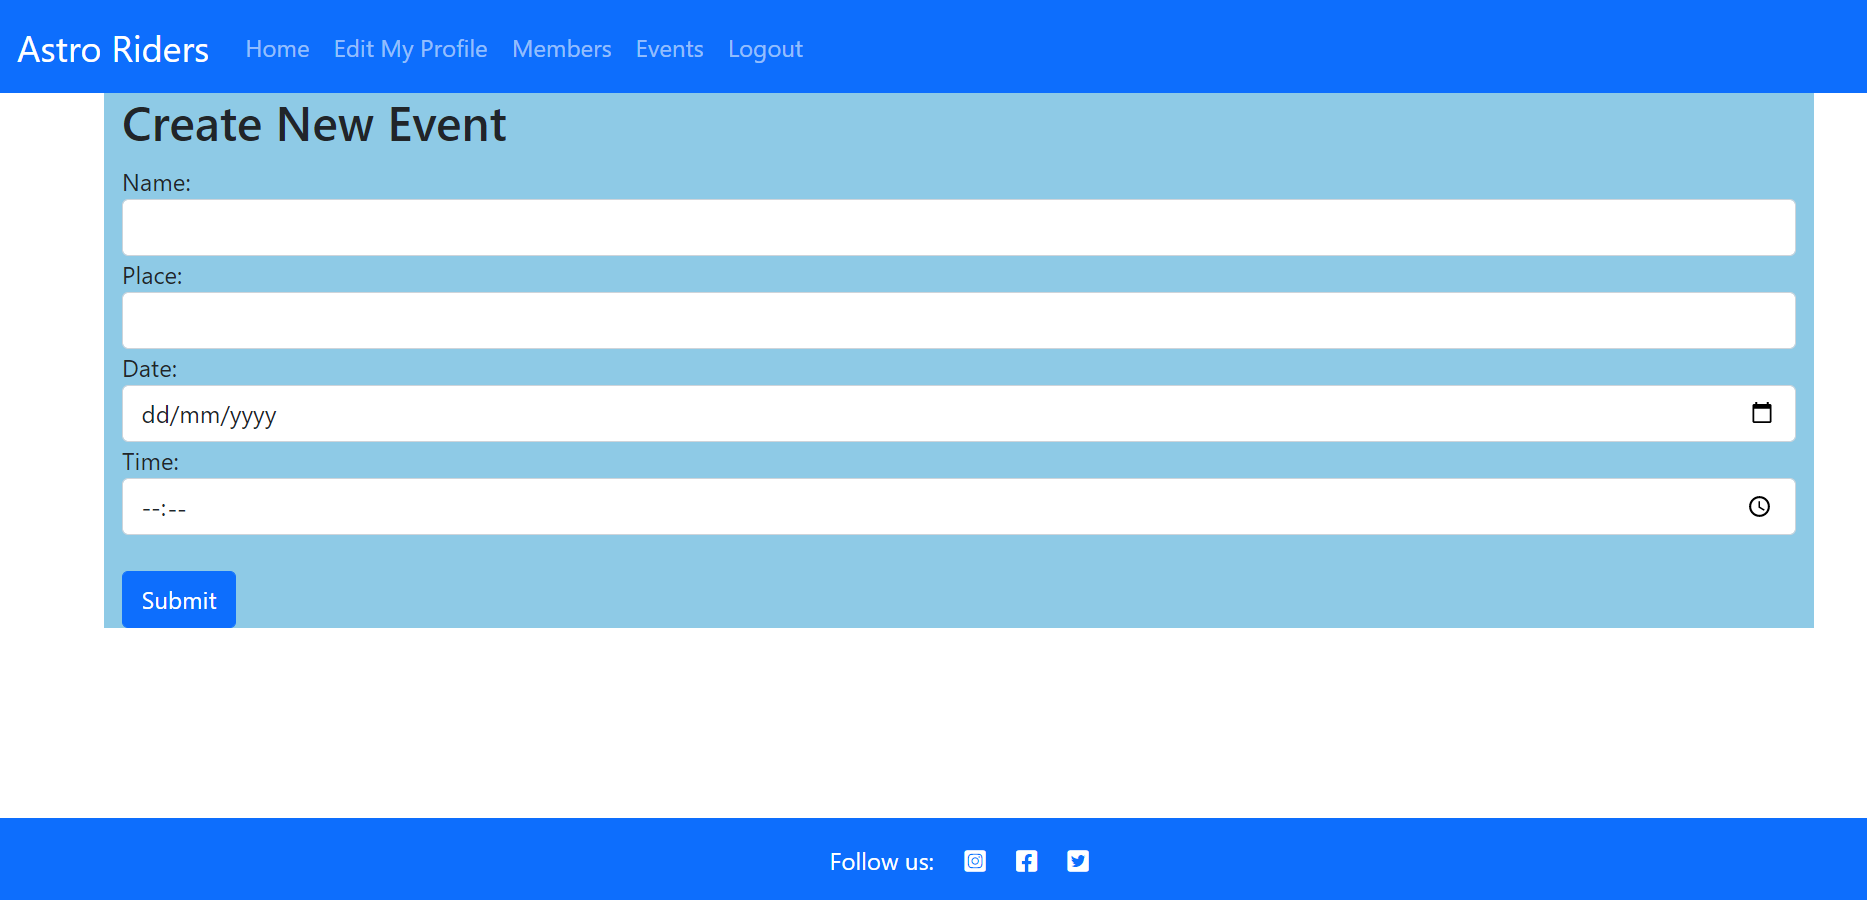 Astro Riders Home Edit My Profile Members Events Logout
Create New Event
Name:
Place:
Date:
dd/mm/yyyy
Time:
--:--
Submit
Follow us: